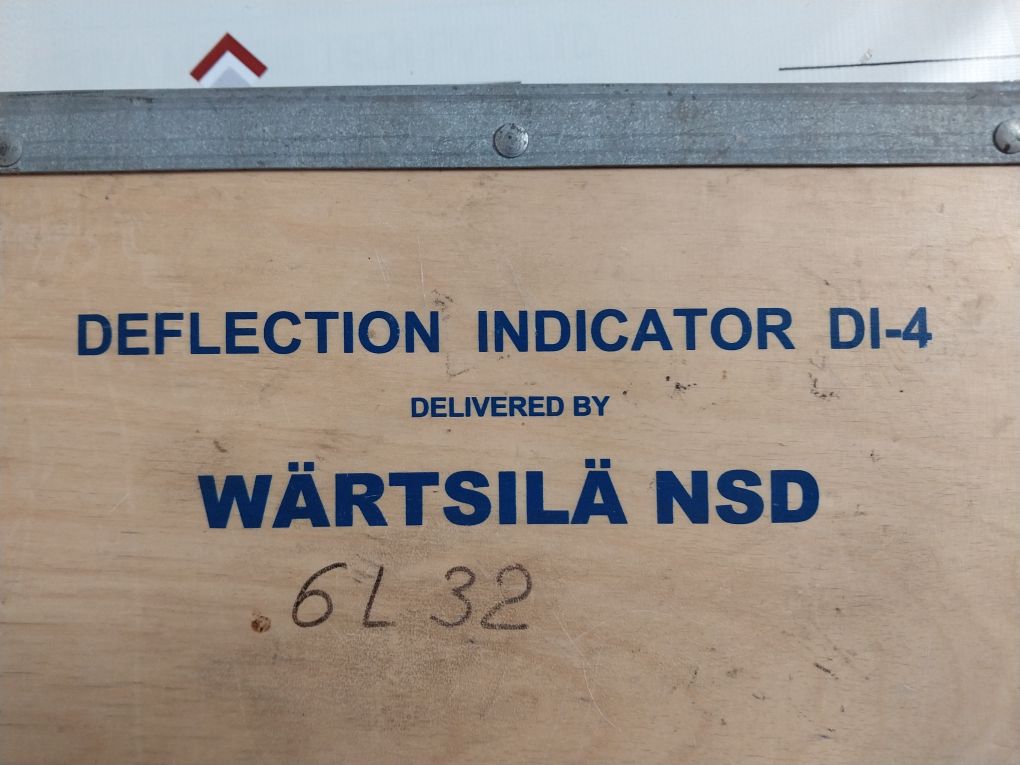 DEFLECTION INDICATOR DI-4
DELIVERED BY
WÄRTSILÄ NSD
6L32